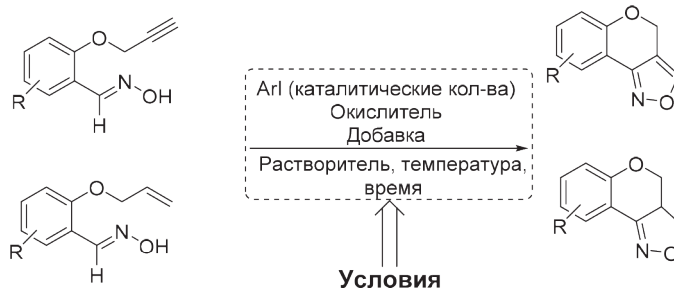 O
R
N
OH
H
ArI (каталитические кол-ва)
Окислитель
Добавка
Растворитель, температура,
время
O
R
N
O
O
R
N
OH
H
Условия
O
R
N
O